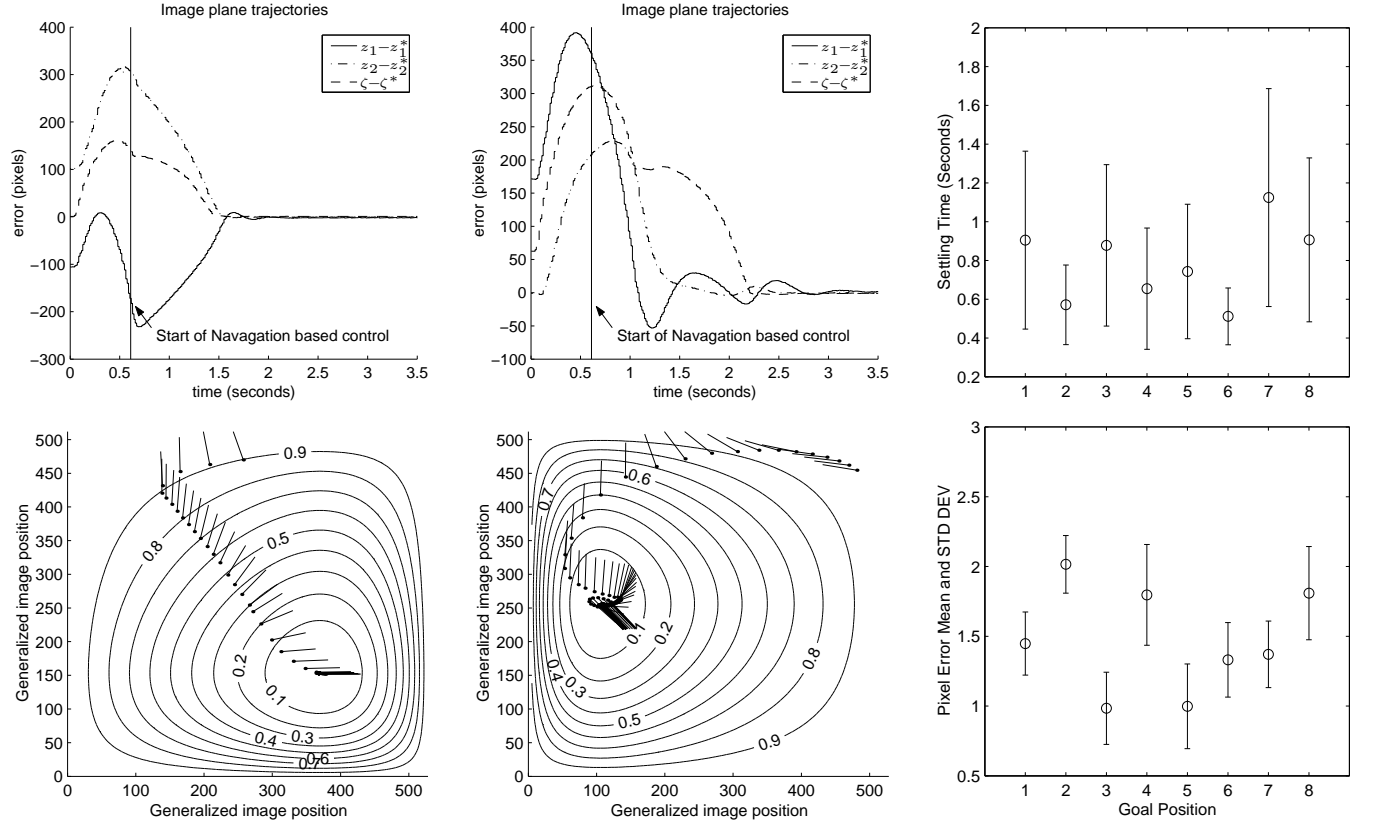 Image plane trajectories
400
300
200
100
0
−100
−200
−300
error (pixels)
z₁−z₁*
z₂−z₂*
ζ−ζ*
Start of Navagation based control
0 0.5 1 1.5 2 2.5 3 3.5
time (seconds)
Image plane trajectories
400
350
300
250
200
150
100
50
0
−50
−100
error (pixels)
z₁−z₁*
z₂−z₂*
ζ−ζ*
Start of Navagation based control
0 0.5 1 1.5 2 2.5 3 3.5
time (seconds)
2
1.8
1.6
1.4
1.2
1
0.8
0.6
0.4
0.2
Settling Time (Seconds)
1 2 3 4 5 6 7 8
500
450
400
350
300
250
200
150
100
50
0
Generalized image position
0.9
0.8
0.5
0.2
0.1
0.3
0.4
0.6
0.7
0 100 200 300 400 500
Generalized image position
500
450
400
350
300
250
200
150
100
50
0
Generalized image position
0.6
0.7
0.1
0.2
0.8
0.4
0.3
0.5
0.9
0 100 200 300 400 500
Generalized image position
3
2.5
2
1.5
1
0.5
Pixel Error Mean and STD DEV
1 2 3 4 5 6 7 8
Goal Position